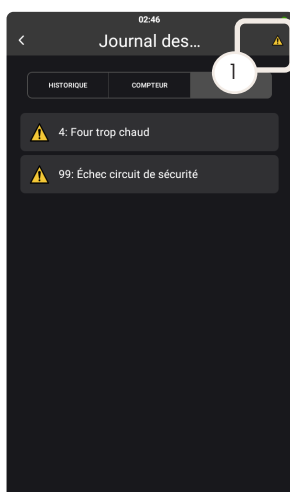 02:46
Journal des...
1
HISTORIQUE
COMPTEUR
4: Four trop chaud
99: Échec circuit de sécurité